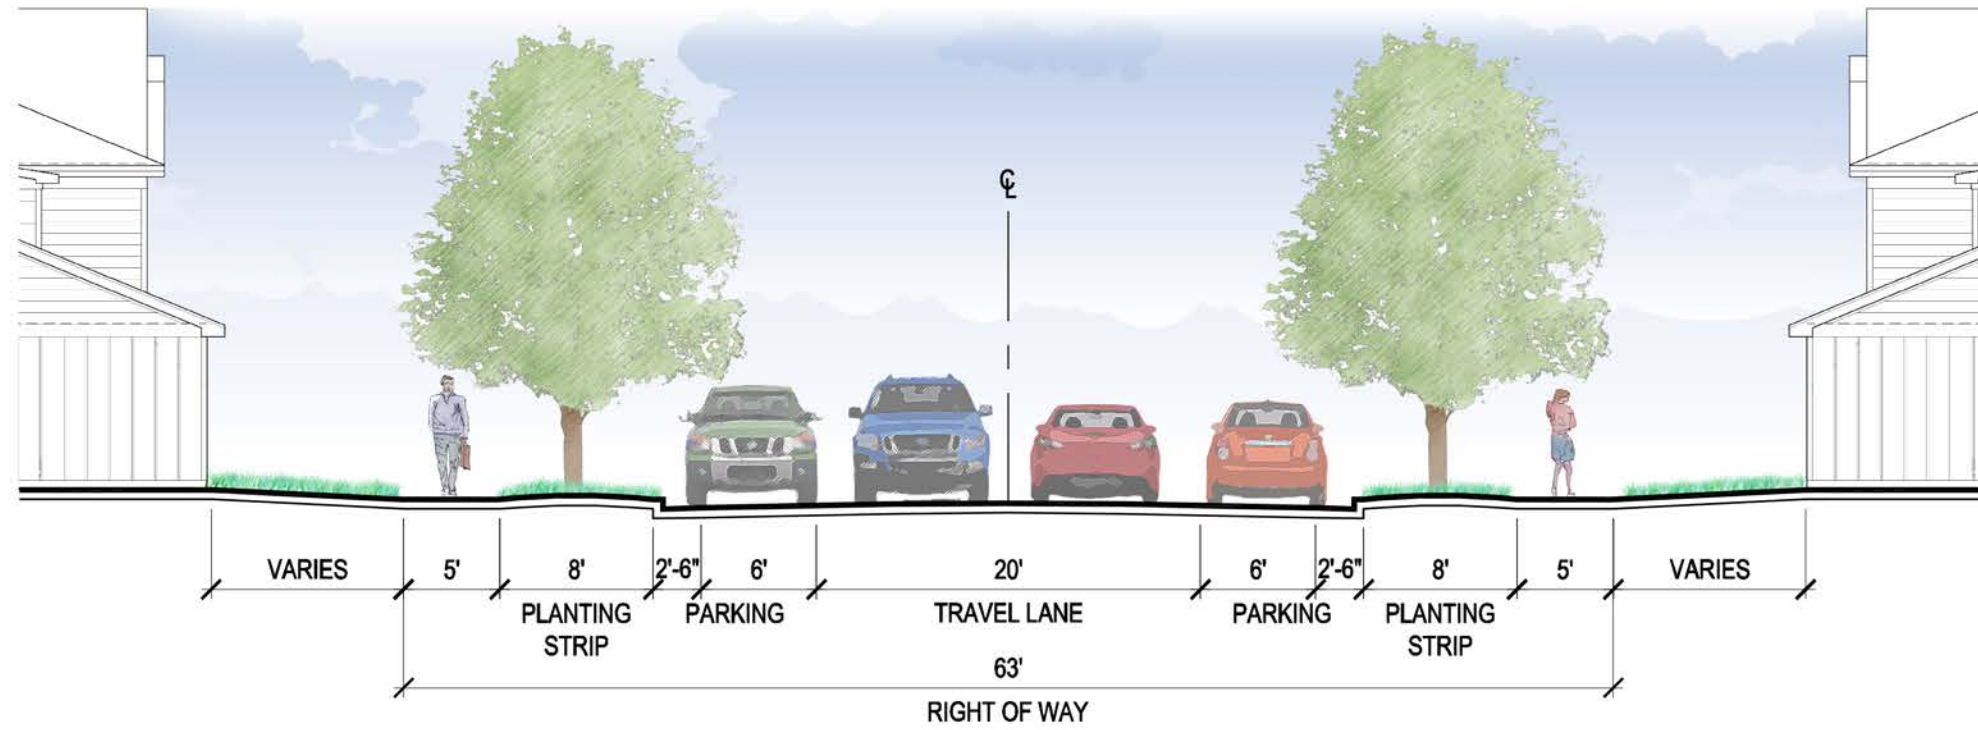 ℄
VARIES 5' 8' 2'-6" 6' 20' 6' 2'-6" 8' 5' VARIES
PLANTING PARKING TRAVEL LANE PARKING PLANTING
STRIP STRIP
63'
RIGHT OF WAY